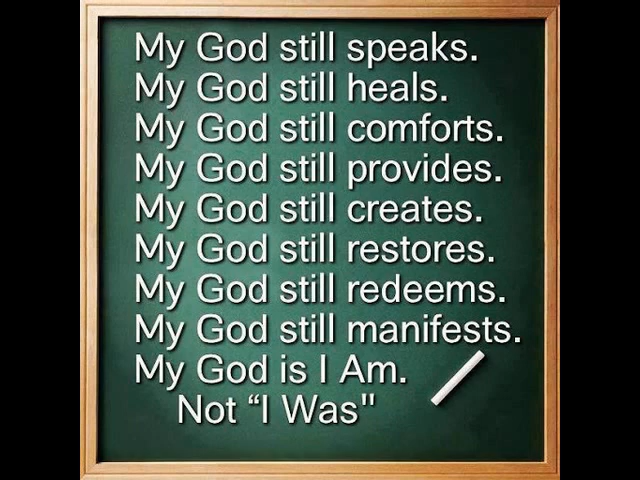 My God still speaks.
My God still heals.
My God still comforts.
My God still provides.
My God still creates.
My God still restores.
My God still redeems.
My God still manifests.
My God is I Am.
Not “I Was"